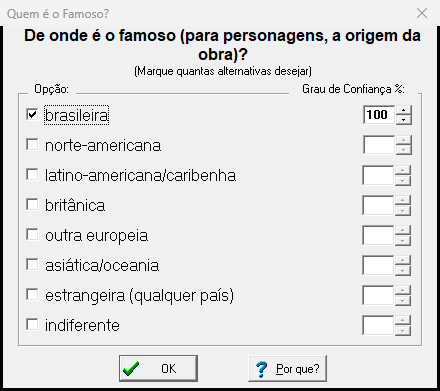 Quem é o Famoso?
De onde é o famoso (para personagens, a origem da
obra)?
(Marque quantas alternativas desejar)
Opção: Grau de Confiança %:
brasileira 100
norte-americana
latino-americana/caribenha
britânica
outra europeia
asiática/oceania
estrangeira (qualquer país)
indiferente
OK ? Por que?